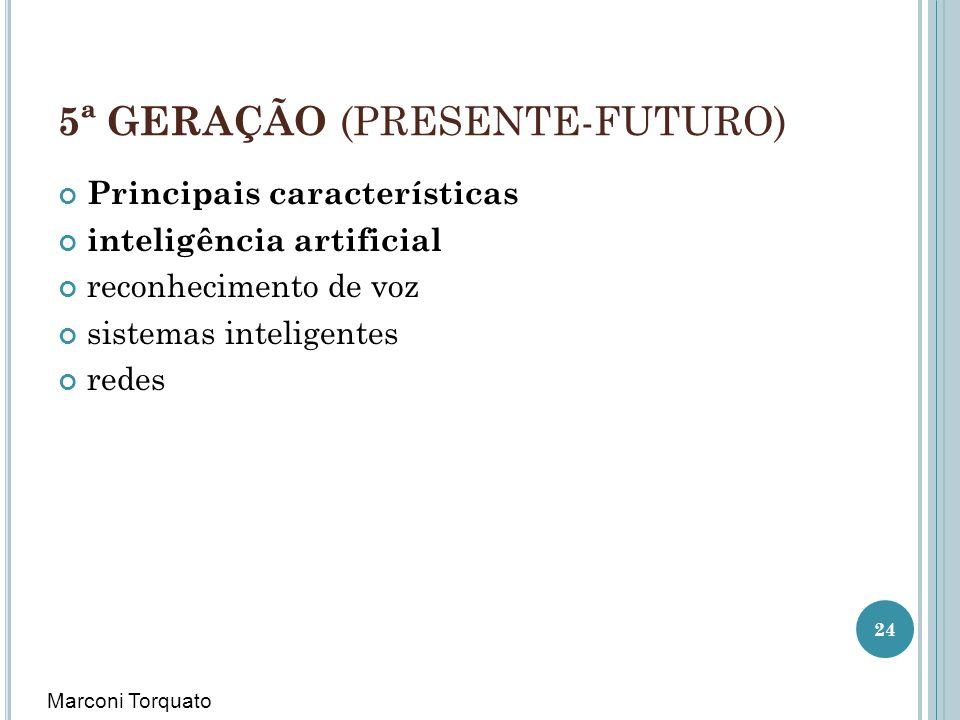 5ª GERAÇÃO (PRESENTE-FUTURO)
Principais características
inteligência artificial
reconhecimento de voz
sistemas inteligentes
redes
24
Marconi Torquato